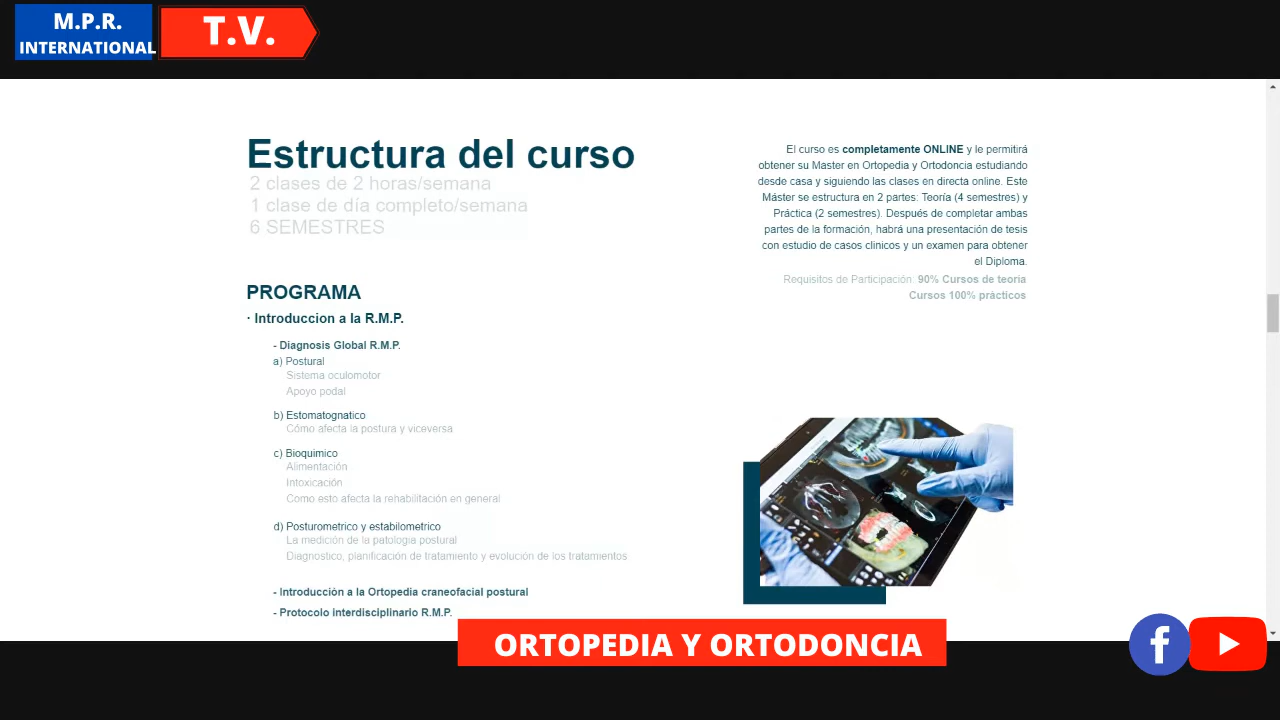 M.P.R.
INTERNATIONAL
T.V.
Estructura del curso
2 clases de 2 horas/semana
1 clase de día completo/semana
6 SEMESTRES
El curso es completamente ONLINE y le permitirá
obtener su Master en Ortopedia y Ortodoncia estudiando
desde casa y siguiendo las clases en directa online. Este
Máster se estructura en 2 partes: Teoría (4 semestres) y
Práctica (2 semestres). Después de completar ambas
partes de la formación, habrá una presentación de tesis
con estudio de casos clinicos y un examen para obtener
el Diploma.
Requisitos de Participación: 90% Cursos de teoría
Cursos 100% prácticos
PROGRAMA
· Introduccion a la R.M.P.
- Diagnosis Global R.M.P.
a) Postural
Sistema oculomotor
Apoyo podal
b) Estomatognatico
Cómo afecta la postura y viceversa
c) Bioquimico
Alimentación
Intoxicación
Como esto afecta la rehabilitación en general
d) Posturometrico y estabilometrico
La medición de la patologia postural
Diagnostico, planificación de tratamiento y evolución de los tratamientos
- Introducción a la Ortopedia craneofacial postural
- Protocolo interdisciplinario R.M.P.
ORTOPEDIA Y ORTODONCIA